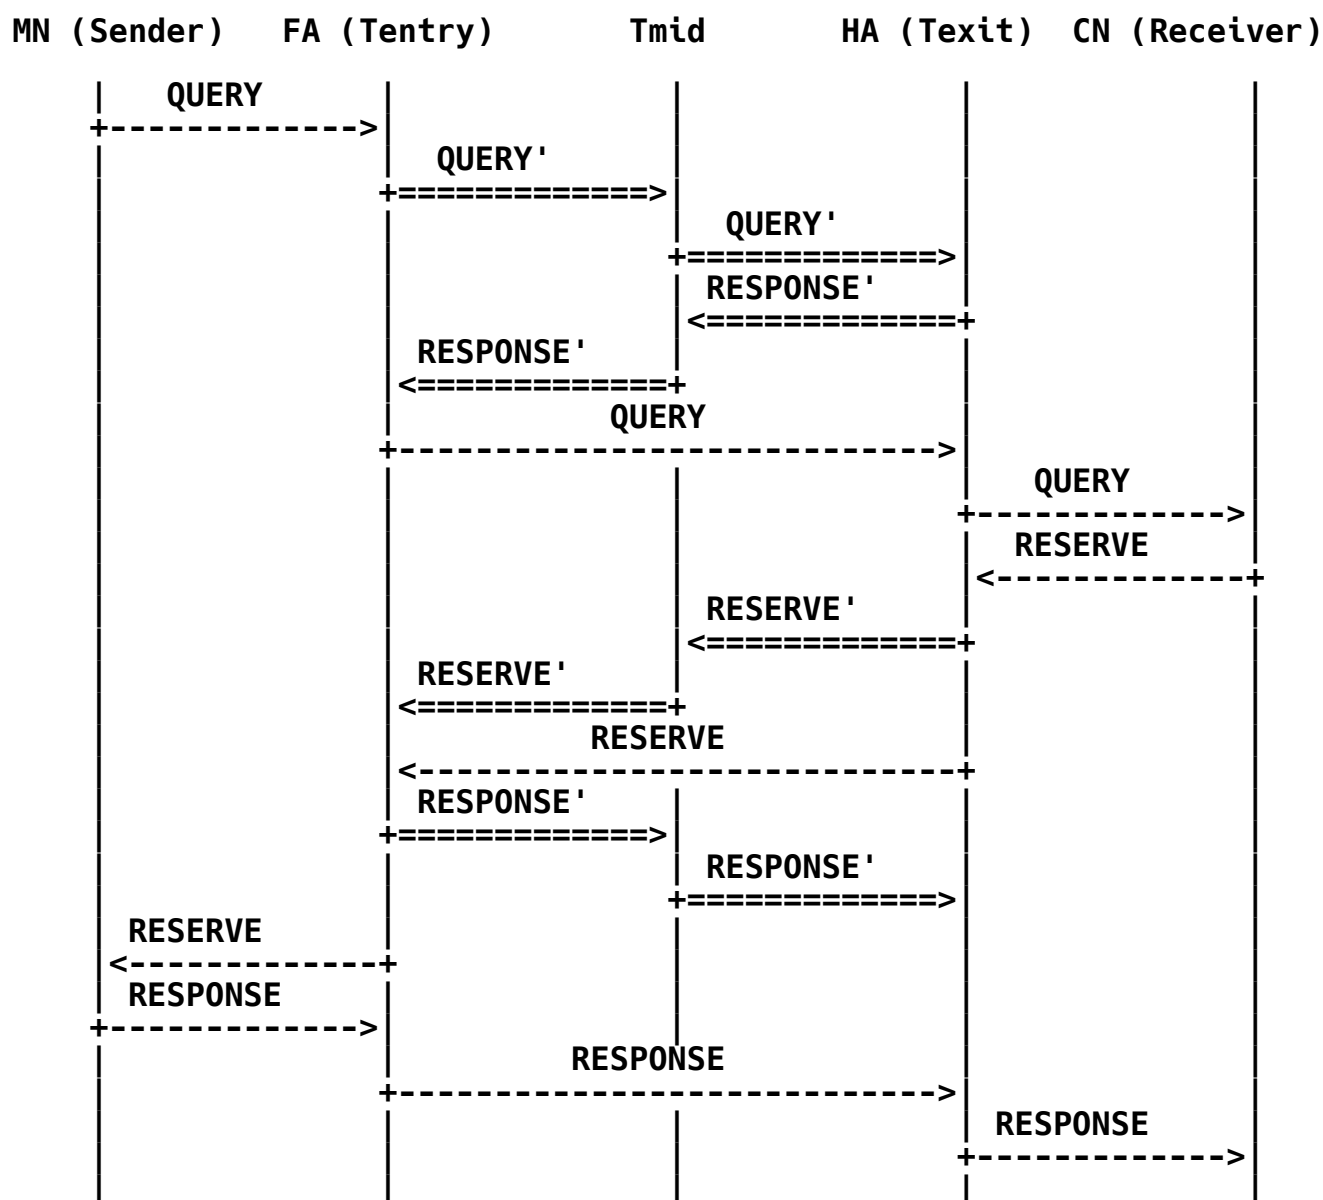 MN (Sender) FA (Tentry) Tmid HA (Texit) CN (Receiver)
QUERY
QUERY'
QUERY'
RESPONSE'
RESPONSE'
QUERY
QUERY
RESERVE
RESERVE'
RESERVE'
RESERVE
RESPONSE'
RESPONSE'
RESERVE
RESPONSE
RESPONSE
RESPONSE